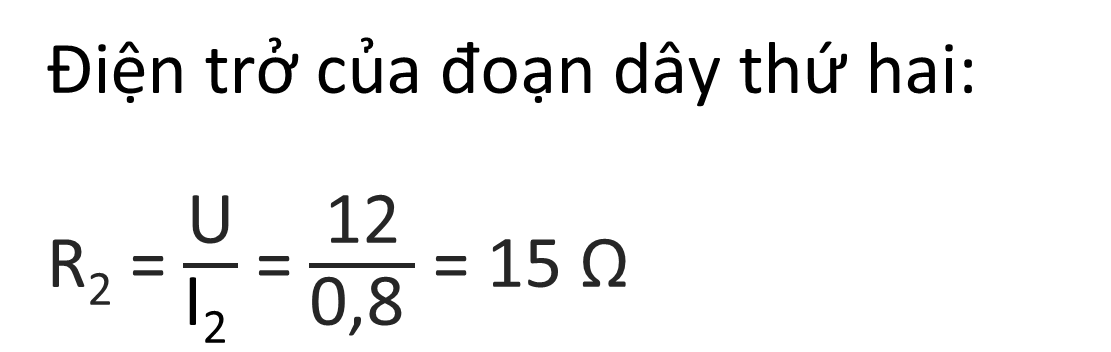 Điện trở của đoạn dây thứ hai:
R₂ = U/I₂ = 12/0,8 = 15 Ω